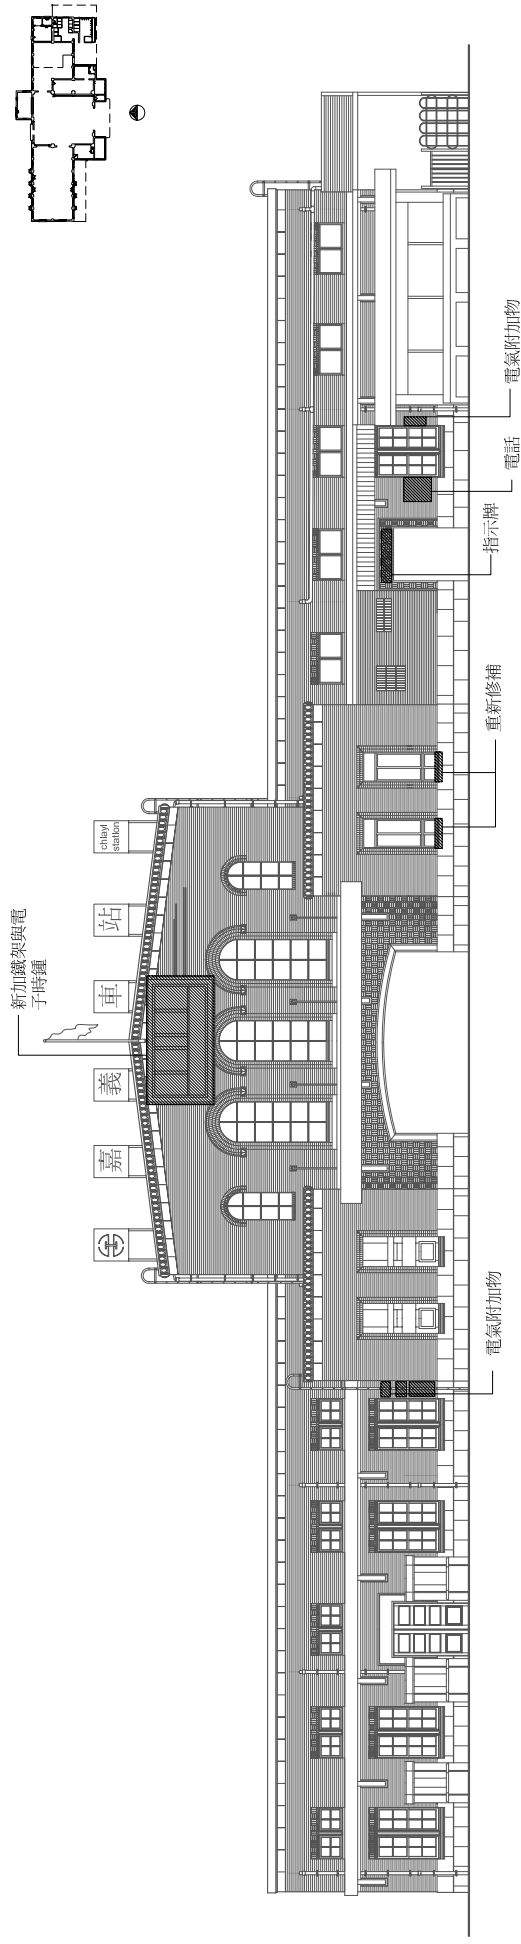 新加鐵架與電
子時鍾
嘉
義
車
站
chiayi
station
電氣附加物
重新修補
指示牌
電話
電氣附加物